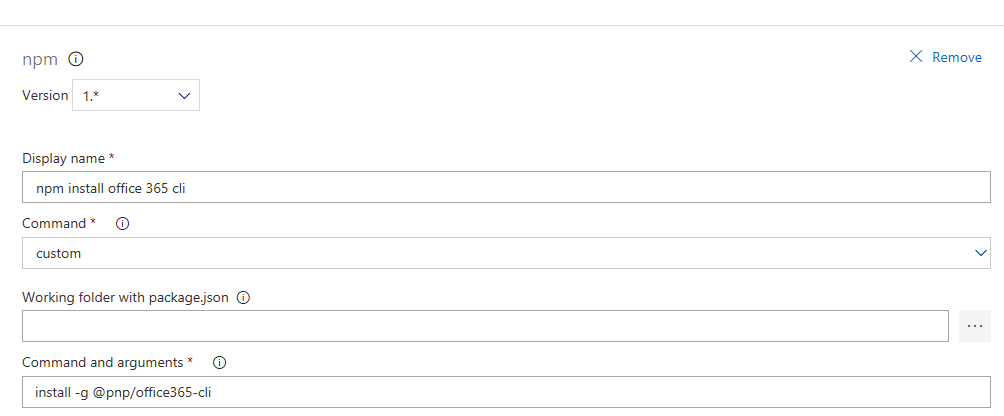 npm
Remove
Version 1.*
Display name *
npm install office 365 cli
Command *
custom
Working folder with package.json
...
Command and arguments *
install -g @pnp/office365-cli